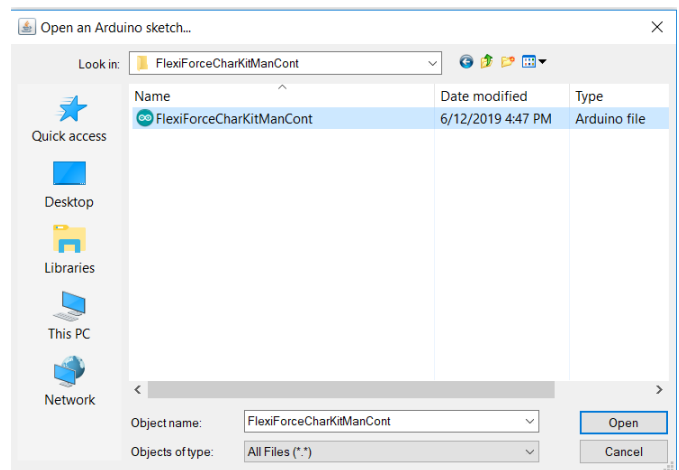 Open an Arduino sketch...
Look in: FlexiForceCharKitManCont
Name Date modified Type
FlexiForceCharKitManCont 6/12/2019 4:47 PM Arduino file
Quick access
Desktop
Libraries
This PC
Network
Object name: FlexiForceCharKitManCont Open
Objects of type: All Files (*.*) Cancel